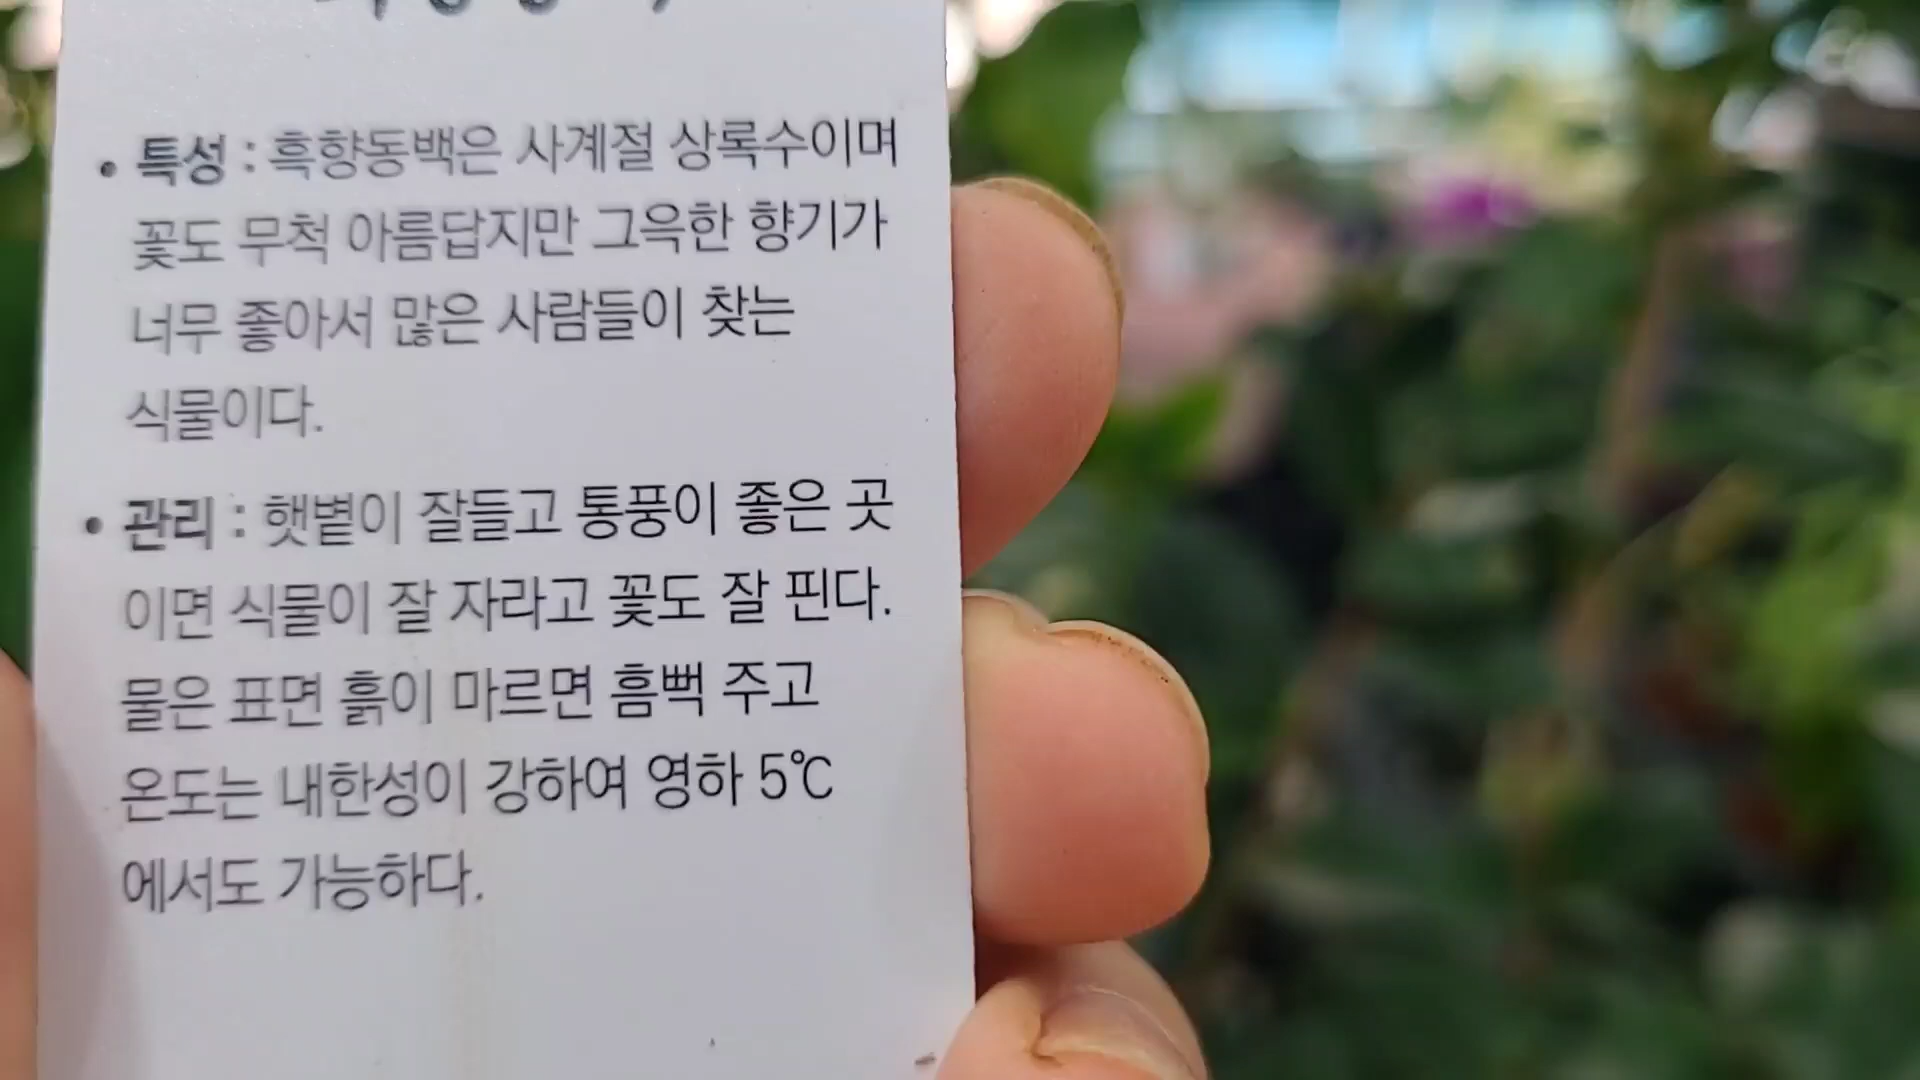 • 특성 : 흑향동백은 사계절 상록수이며
꽃도 무척 아름답지만 그윽한 향기가
너무 좋아서 많은 사람들이 찾는
식물이다.
• 관리 : 햇볕이 잘들고 통풍이 좋은 곳
이면 식물이 잘 자라고 꽃도 잘 핀다.
물은 표면 흙이 마르면 흠뻑 주고
온도는 내한성이 강하여 영하 5℃
에서도 가능하다.